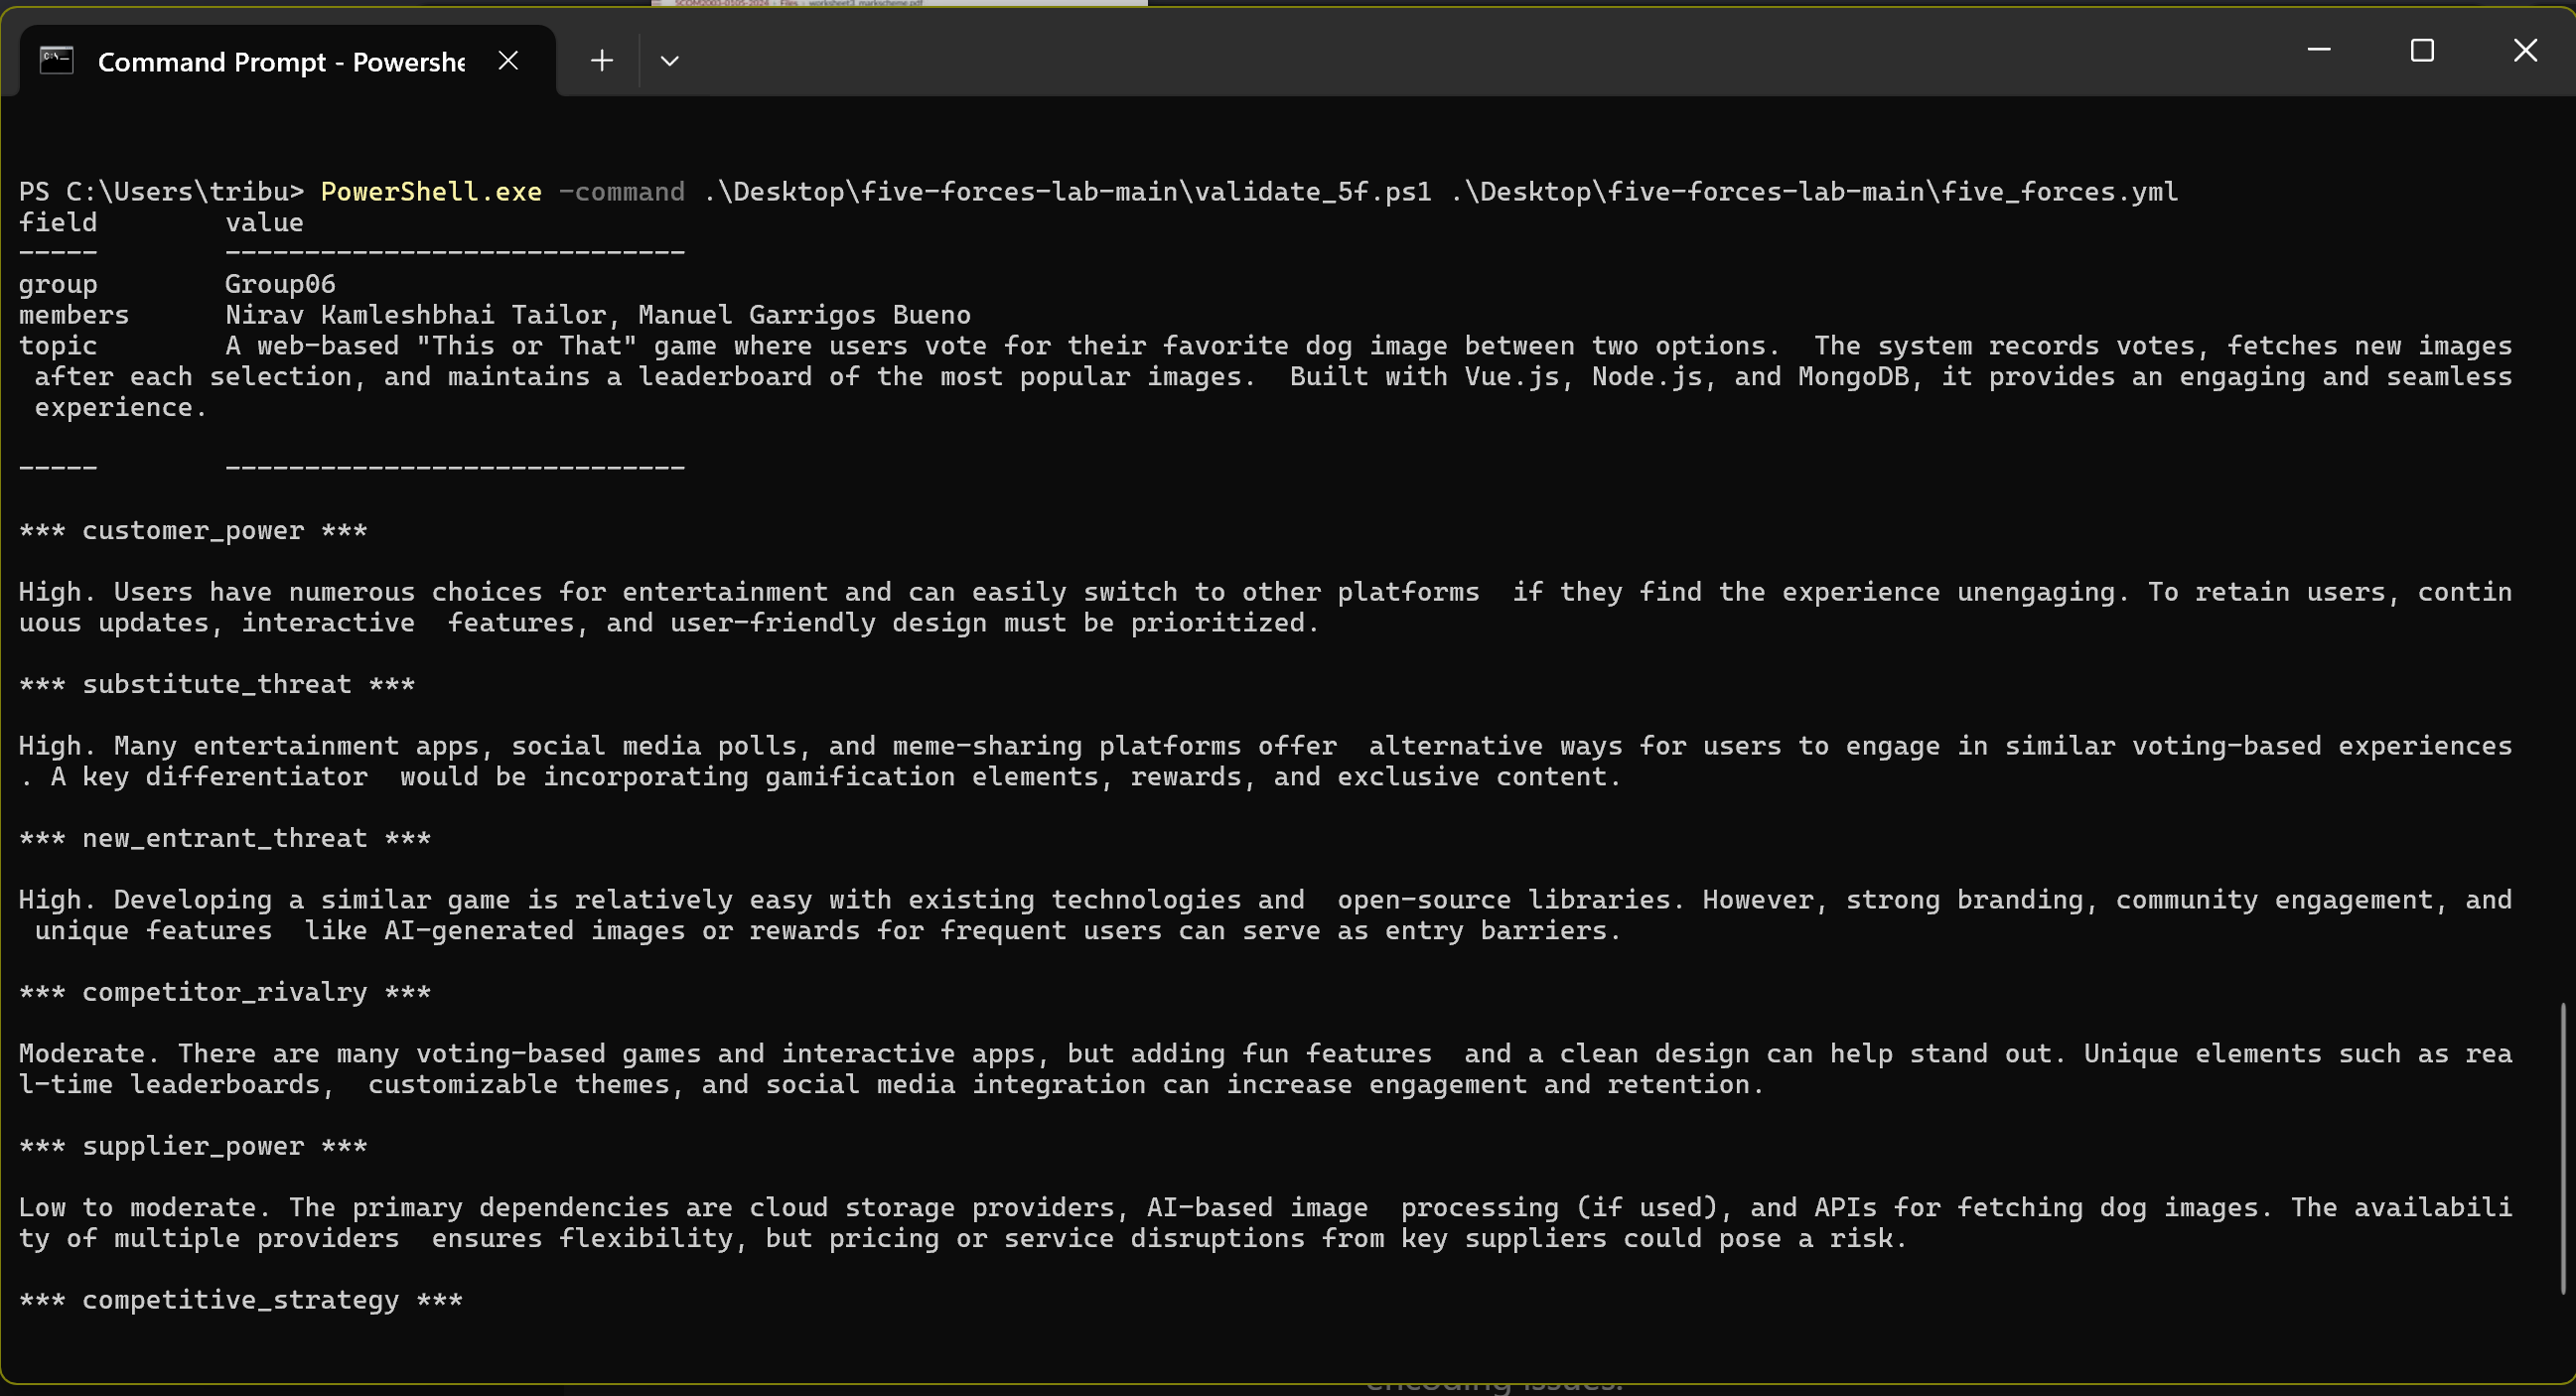 SCOM2003-0105-2024 Files worksheet3_markscheme.pdf
Command Prompt - Powershe
PS C:\Users\tribu> PowerShell.exe -command .\Desktop\five-forces-lab-main\validate_5f.ps1 .\Desktop\five-forces-lab-main\five_forces.yml
field value
----- -----------------------------
group Group06
members Nirav Kamleshbhai Tailor, Manuel Garrigos Bueno
topic A web-based "This or That" game where users vote for their favorite dog image between two options.  The system records votes, fetches new images
after each selection, and maintains a leaderboard of the most popular images.  Built with Vue.js, Node.js, and MongoDB, it provides an engaging and seamless
experience.
----- -----------------------------
*** customer_power ***
High. Users have numerous choices for entertainment and can easily switch to other platforms  if they find the experience unengaging. To retain users, contin
uous updates, interactive  features, and user-friendly design must be prioritized.
*** substitute_threat ***
High. Many entertainment apps, social media polls, and meme-sharing platforms offer  alternative ways for users to engage in similar voting-based experiences
. A key differentiator  would be incorporating gamification elements, rewards, and exclusive content.
*** new_entrant_threat ***
High. Developing a similar game is relatively easy with existing technologies and  open-source libraries. However, strong branding, community engagement, and
unique features  like AI-generated images or rewards for frequent users can serve as entry barriers.
*** competitor_rivalry ***
Moderate. There are many voting-based games and interactive apps, but adding fun features  and a clean design can help stand out. Unique elements such as rea
l-time leaderboards,  customizable themes, and social media integration can increase engagement and retention.
*** supplier_power ***
Low to moderate. The primary dependencies are cloud storage providers, AI-based image  processing (if used), and APIs for fetching dog images. The availabili
ty of multiple providers  ensures flexibility, but pricing or service disruptions from key suppliers could pose a risk.
*** competitive_strategy ***
encoding issues.